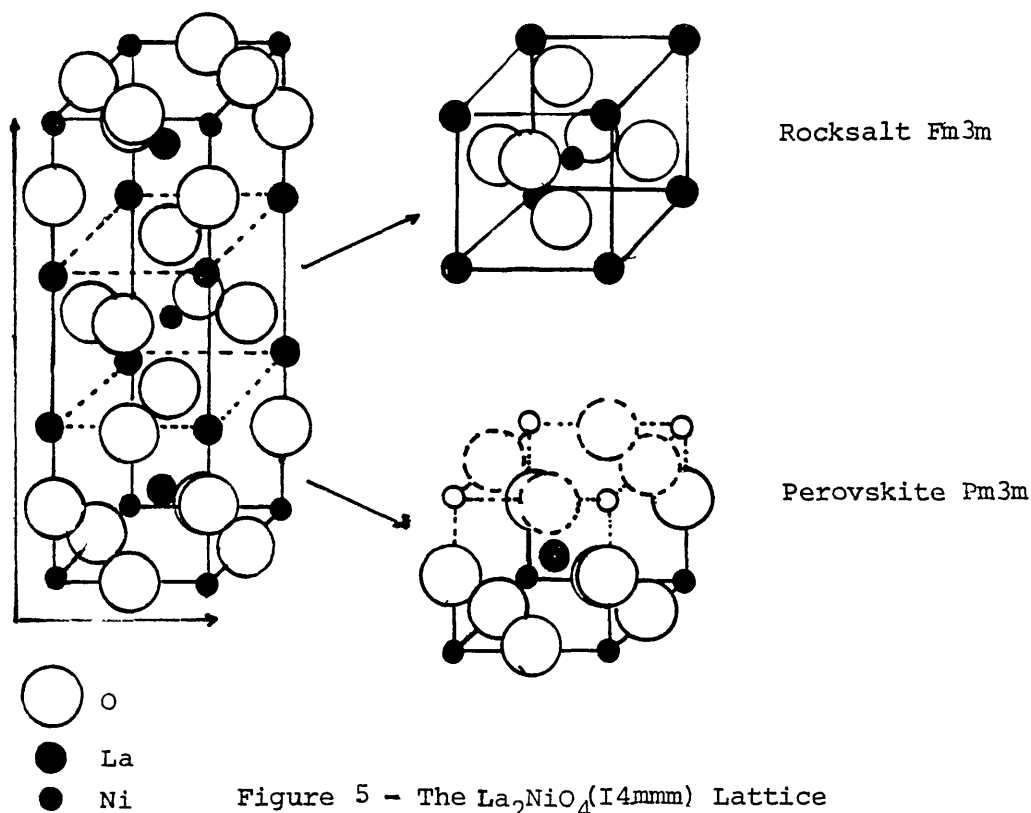 Rocksalt Fm3m
Perovskite Pm3m
O
La
Ni
Figure 5 - The La₂NiO₄(I4mmm) Lattice